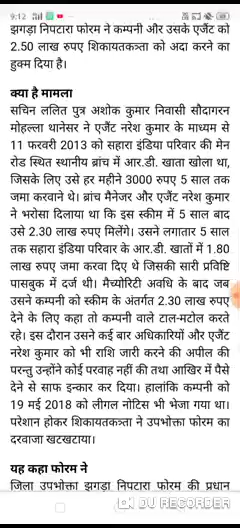 9:12
82
झगड़ा निपटारा फोरम ने कम्पनी और उसके एजैंट को
2.50 लाख रुपए शिकायतकर्त्ता को अदा करने का
हुक्म दिया है।
क्या है मामला
सचिन ललित पुत्र अशोक कुमार निवासी सौदागरन
मोहल्ला थानेसर ने एजैंट नरेश कुमार के माध्यम से
11 फरवरी 2013 को सहारा इंडिया परिवार की मेन
रोड स्थित स्थानीय ब्रांच में आर.डी. खाता खोला था,
जिसके लिए उसे हर महीने 3000 रुपए 5 साल तक
जमा करवाने थे। ब्रांच मैनेजर और एजैंट नरेश कुमार
ने भरोसा दिलाया था कि इस स्कीम में 5 साल बाद
उसे 2.30 लाख रुपए मिलेंगे। उसने लगातार 5 साल
तक सहारा इंडिया परिवार के आर.डी. खातों में 1.80
लाख रुपए जमा करवा दिए थे जिसकी सारी प्रविष्टि
पासबुक में दर्ज थी। मैच्योरिटी अवधि के बाद जब
उसने कम्पनी को स्कीम के अंतर्गत 2.30 लाख रुपए
देने के लिए कहा तो कम्पनी वाले टाल-मटोल करते
रहे। इस दौरान उसने कई बार अधिकारियों और एजैंट
नरेश कुमार को भी राशि जारी करने की अपील की
परन्तु उन्होंने कोई परवाह नहीं की तथा आखिर में पैसे
देने से साफ इन्कार कर दिया। हालांकि कम्पनी को
19 मई 2018 को लीगल नोटिस भी भेजा गया था।
परेशान होकर शिकायतकर्त्ता ने उपभोक्ता फोरम का
दरवाजा खटखटाया।
यह कहा फोरम ने
जिला उपभोक्ता झगड़ा निपटारा फोरम की प्रधान
DU RECORDER